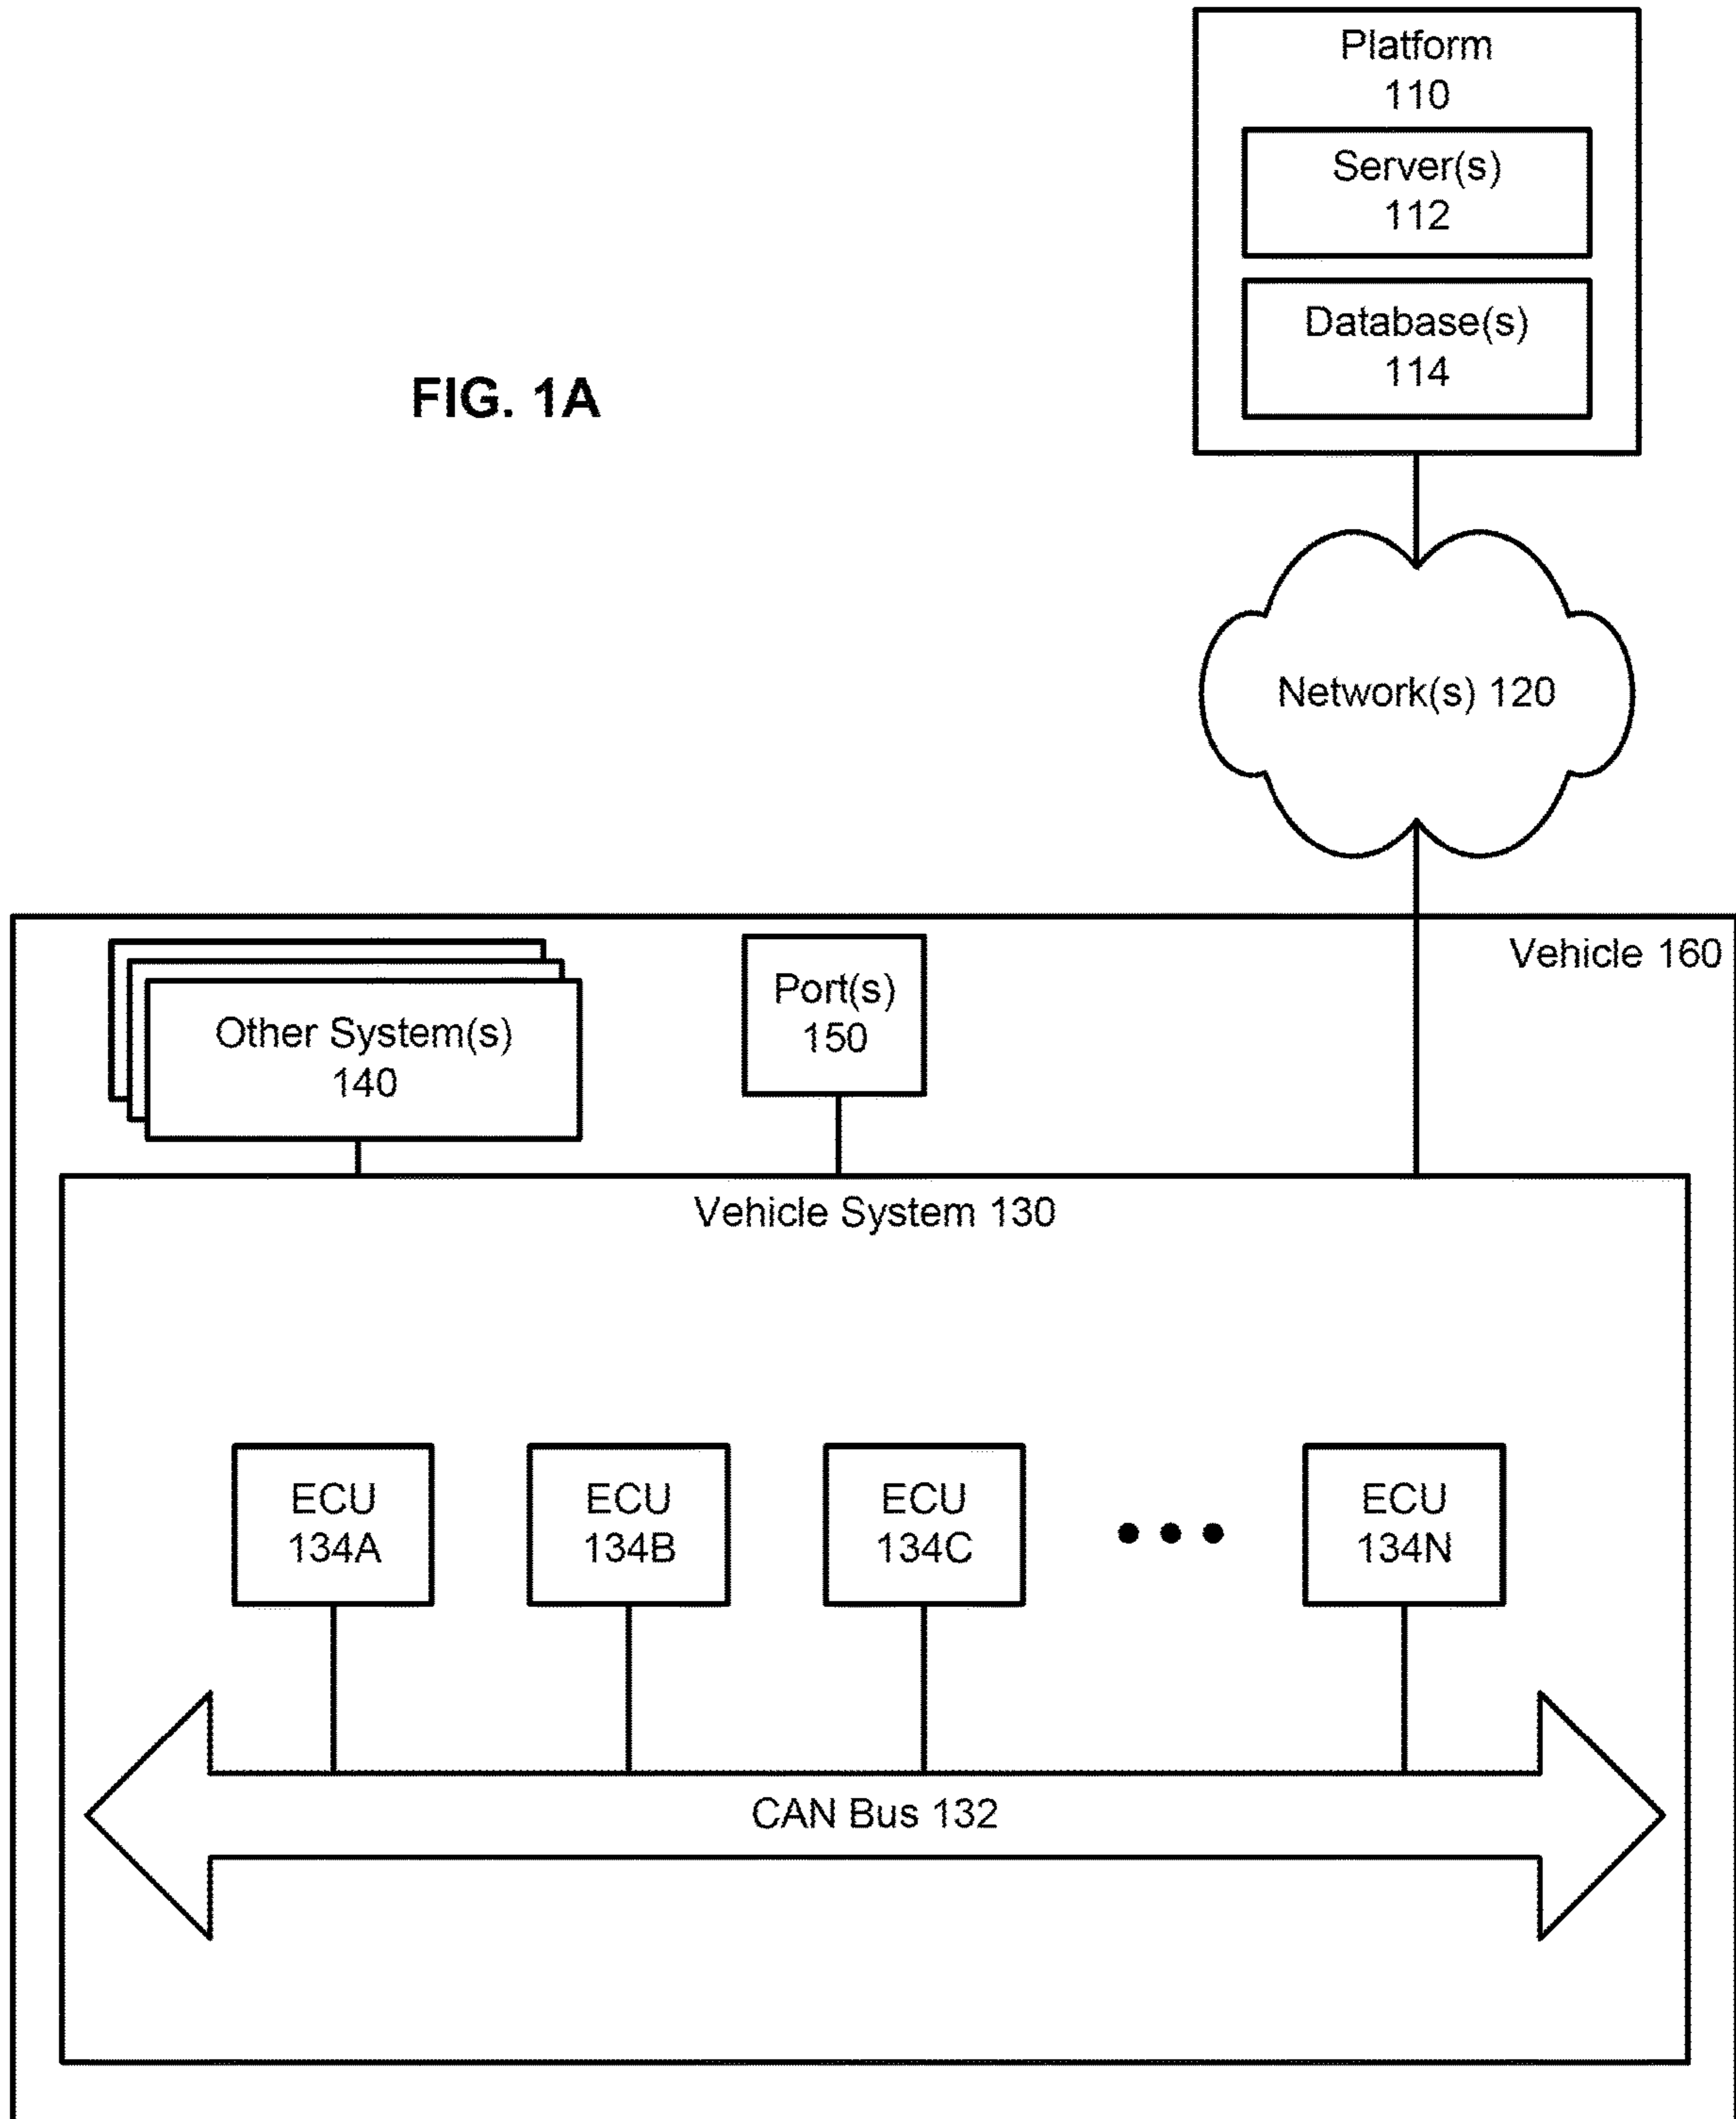 Platform
110
Server(s)
112
Database(s)
114
FIG. 1A
Network(s) 120
Vehicle 160
Other System(s)
140
Port(s)
150
Vehicle System 130
ECU
134A
ECU
134B
ECU
134C
ECU
134N
CAN Bus 132